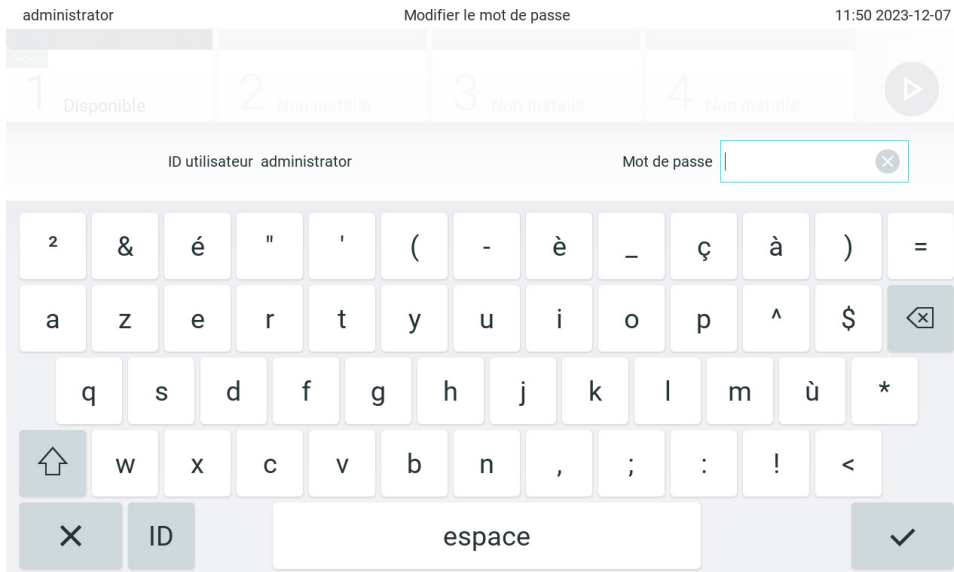 administrator Modifier le mot de passe 11:50 2023-12-07
1 Disponible 2 Non installé 3 Non installé 4 Non installé
ID utilisateur administrator Mot de passe
² & é " ' ( - è _ ç à ) =
a z e r t y u i o p ^ $
q s d f g h j k l m ù *
w x c v b n , ; : ! <
ID espace